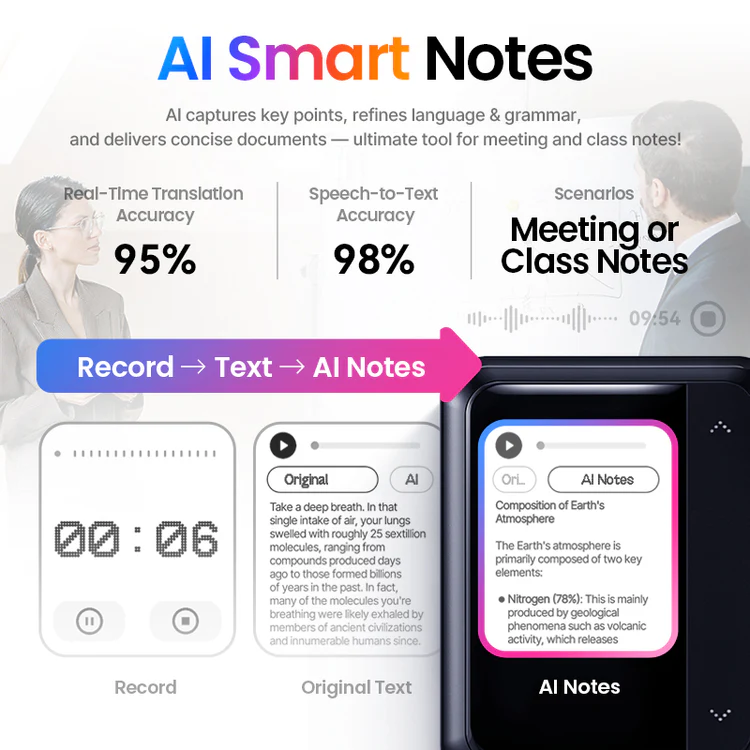 AI Smart Notes
AI captures key points, refines language & grammar,
and delivers concise documents — ultimate tool for meeting and class notes!
Real-Time Translation
Accuracy
95%
Speech-to-Text
Accuracy
98%
Scenarios
Meeting or
Class Notes
09:54
Record → Text → AI Notes
00:06
Record
Original
AI
Take a deep breath. In that
single intake of air, your lungs
swelled with roughly 25 sextillion
molecules, ranging from
compounds produced days
ago to those formed billions
of years in the past. In fact,
many of the molecules you're
breathing were likely exhaled by
members of ancient civilizations
and innumerable humans since.
Original Text
Ori...
AI Notes
Composition of Earth's
Atmosphere
The Earth's atmosphere is
primarily composed of two key
elements:
• Nitrogen (78%): This is mainly
produced by geological
phenomena such as volcanic
activity, which releases
AI Notes